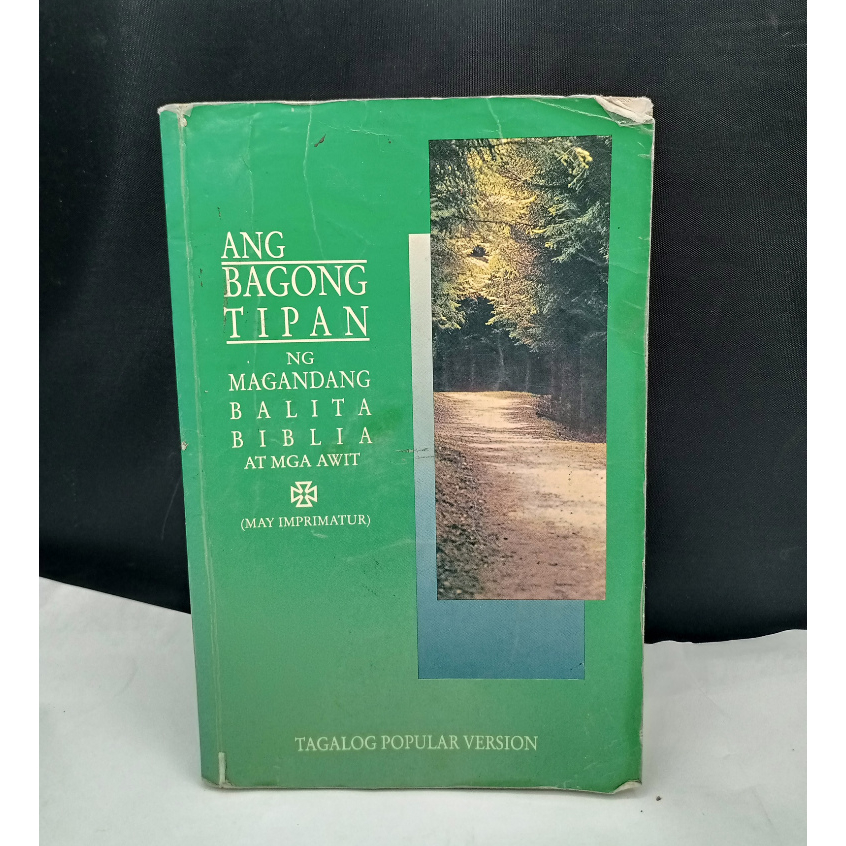 ANG
BAGONG
TIPAN
NG
MAGANDANG
BALITA
BIBLIA
AT MGA AWIT
(MAY IMPRIMATUR)
TAGALOG POPULAR VERSION